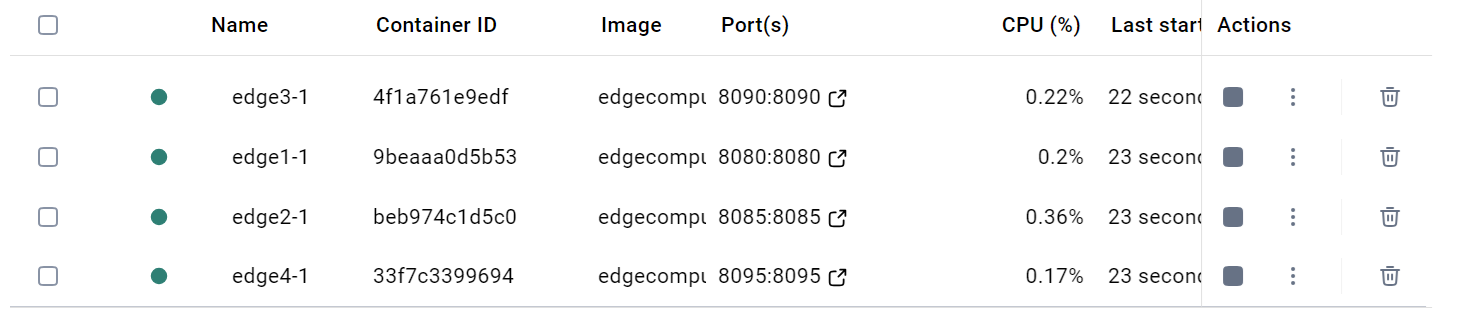 Name Container ID Image Port(s) CPU (%) Last start Actions
edge3-1 4f1a761e9edf edgecompu 8090:8090 0.22% 22 second
edge1-1 9beaaa0d5b53 edgecompu 8080:8080 0.2% 23 second
edge2-1 beb974c1d5c0 edgecompu 8085:8085 0.36% 23 second
edge4-1 33f7c3399694 edgecompu 8095:8095 0.17% 23 second